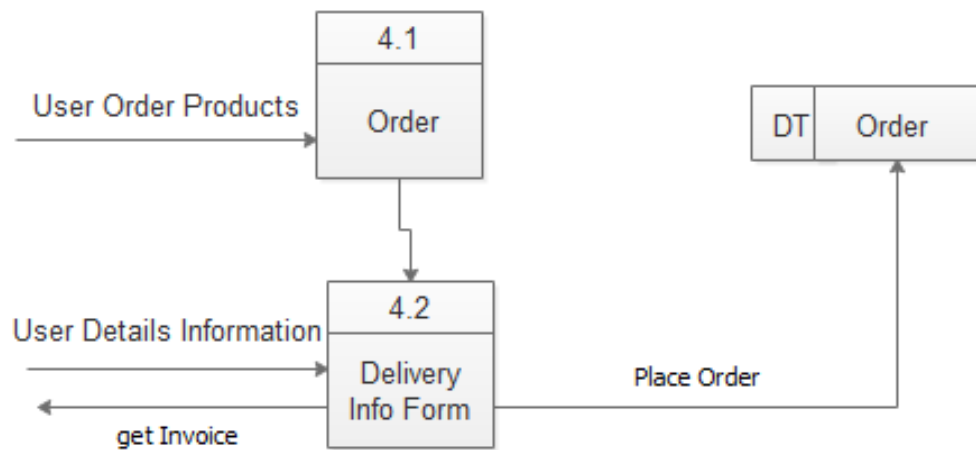 4.1
User Order Products
Order
DT
Order
4.2
User Details Information
Delivery
Info Form
Place Order
get Invoice